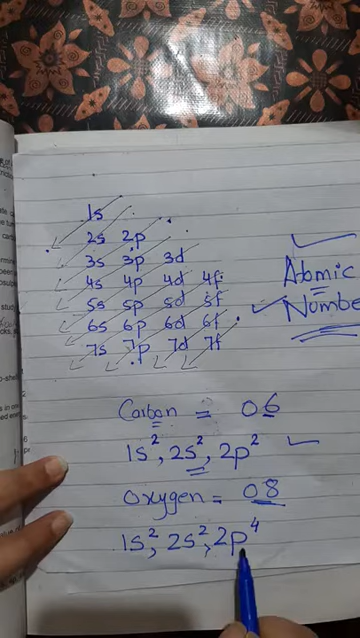 1s
2s 2p
3s 3p 3d
4s 4p 4d 4f
5s 5p 5d 5f
6s 6p 6d 6f
7s 7p 7d 7f
Atomic
Number
Carbon = 06
1s², 2s², 2p²
Oxygen = 08
1s², 2s², 2p⁴